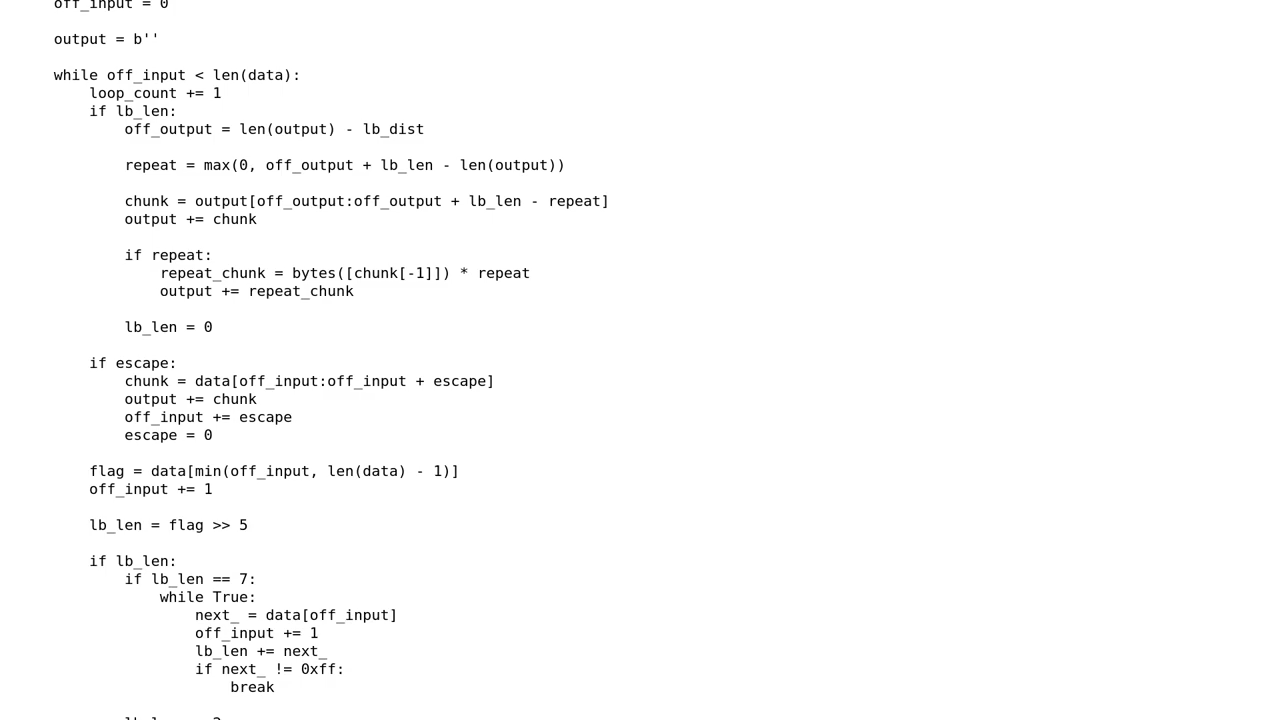 off_input = 0
output = b''
while off_input < len(data):
loop_count += 1
if lb_len:
off_output = len(output) - lb_dist
repeat = max(0, off_output + lb_len - len(output))
chunk = output[off_output:off_output + lb_len - repeat]
output += chunk
if repeat:
repeat_chunk = bytes([chunk[-1]]) * repeat
output += repeat_chunk
lb_len = 0
if escape:
chunk = data[off_input:off_input + escape]
output += chunk
off_input += escape
escape = 0
flag = data[min(off_input, len(data) - 1)]
off_input += 1
lb_len = flag >> 5
if lb_len:
if lb_len == 7:
while True:
next_ = data[off_input]
off_input += 1
lb_len += next_
if next_ != 0xff:
break